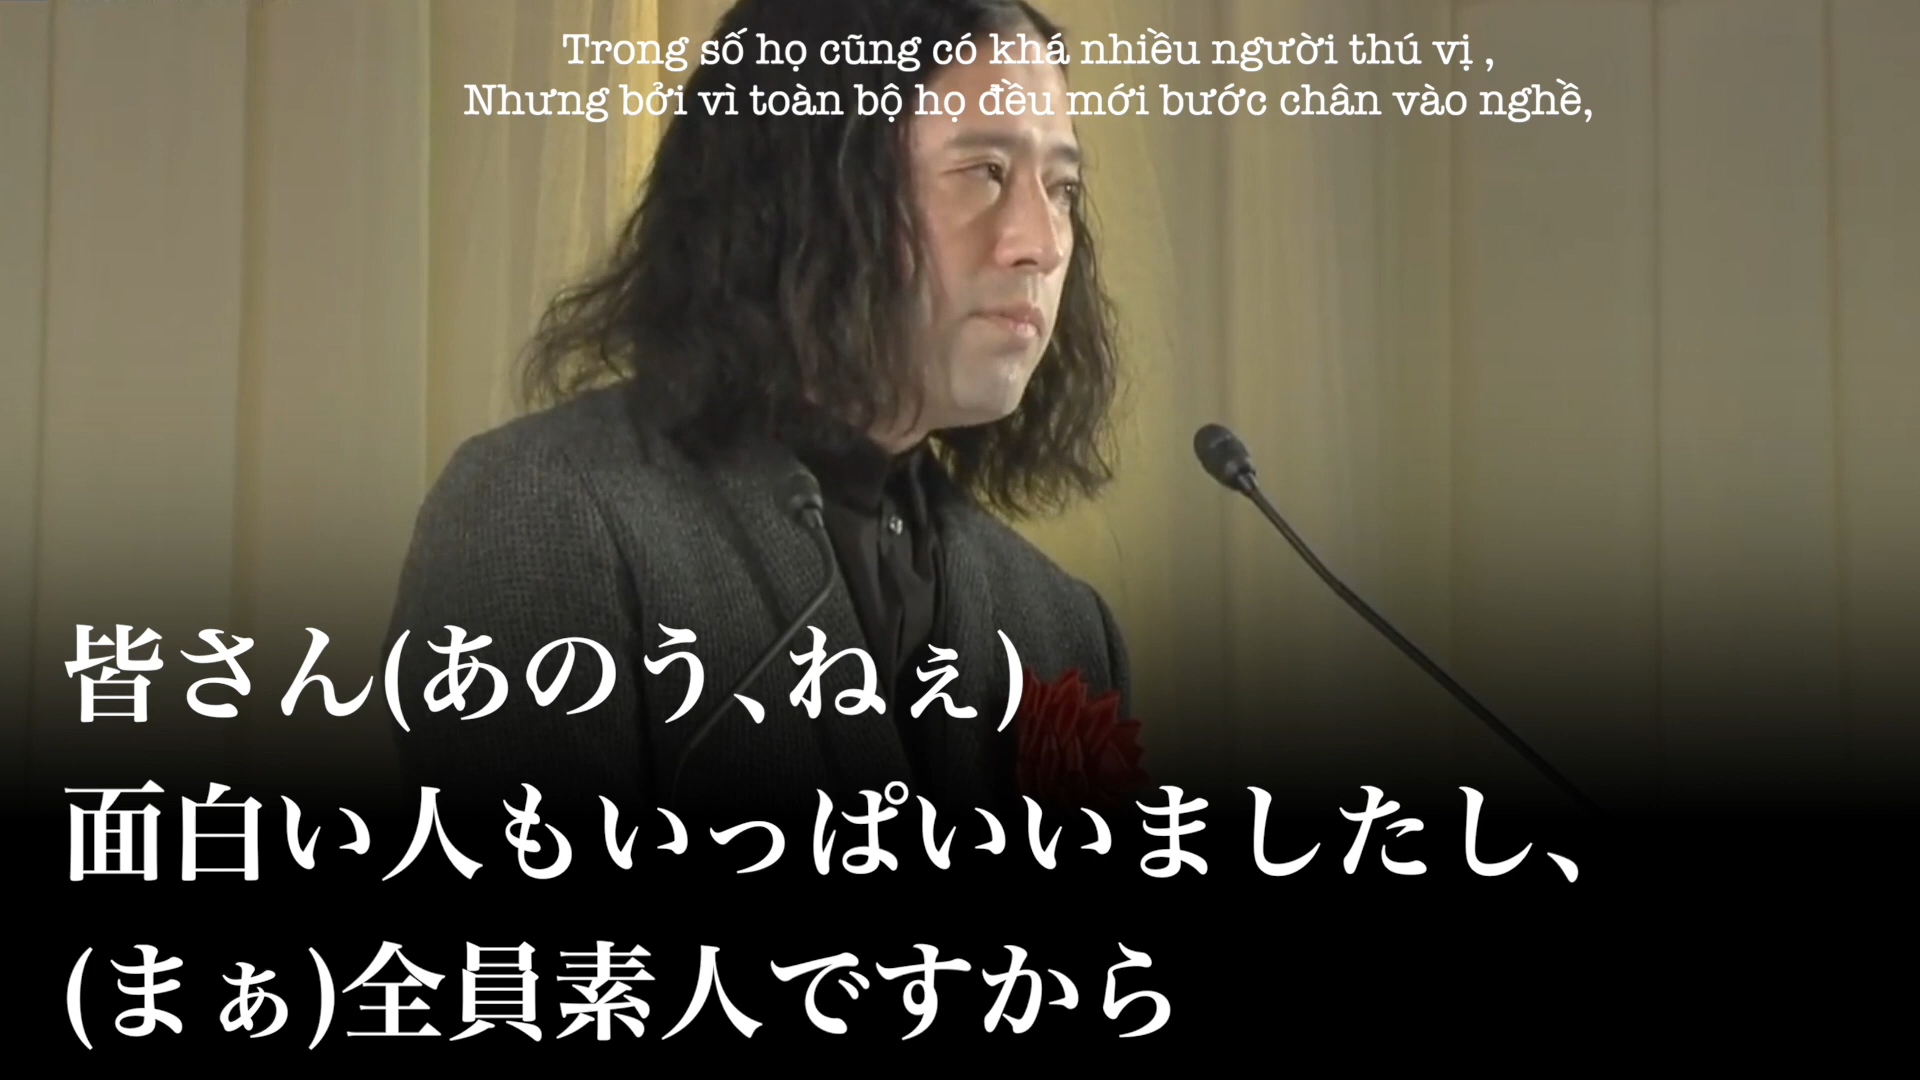 Trong số họ cũng có khá nhiều người thú vị ,
Nhưng bởi vì toàn bộ họ đều mới bước chân vào nghề,
皆さん(あのう、ねぇ)
面白い人もいっぱいいましたし、
(まぁ)全員素人ですから